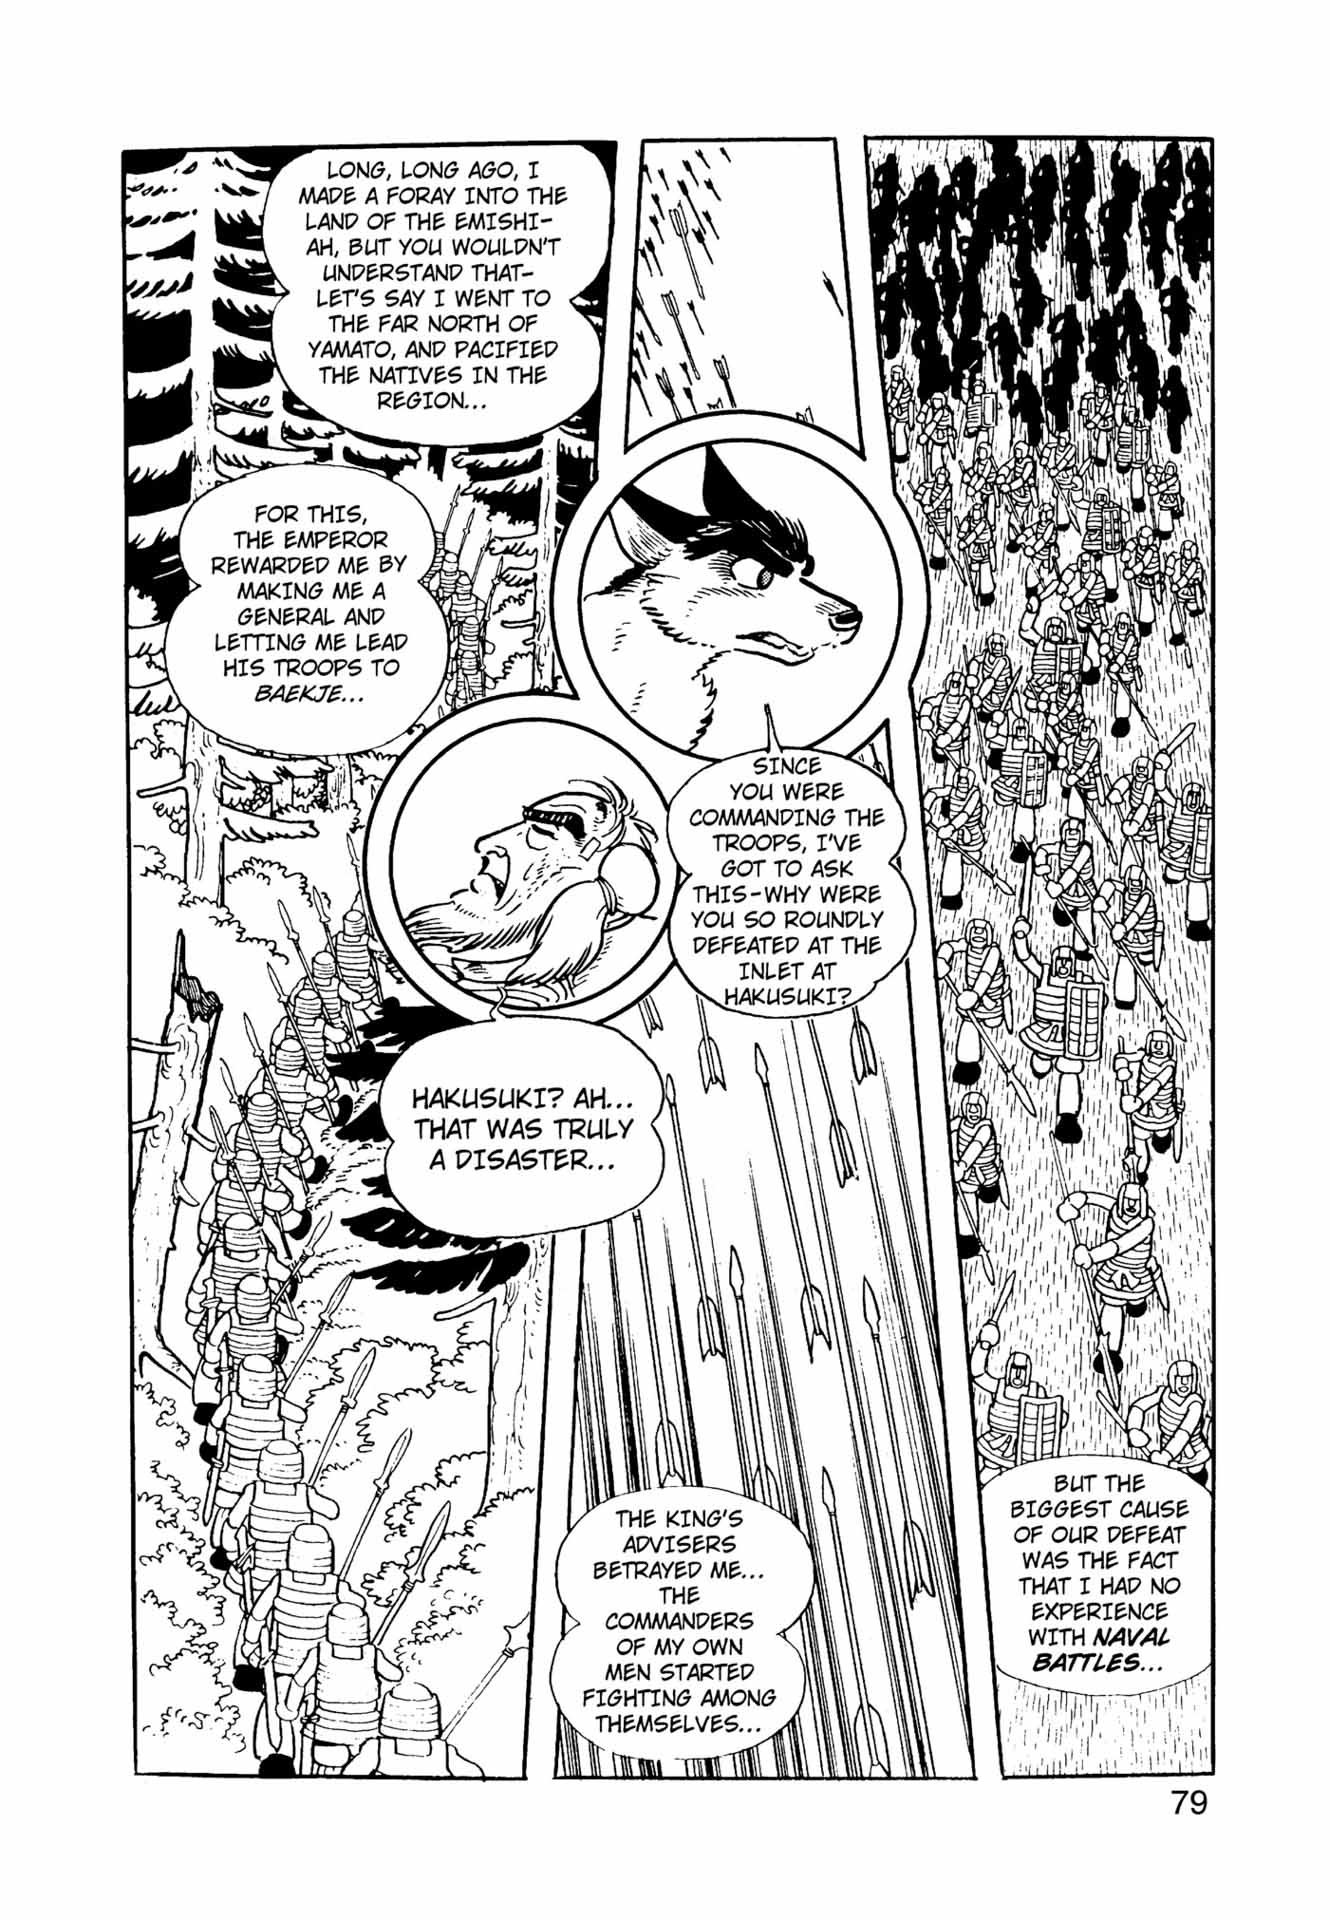 LONG, LONG AGO, I
MADE A FORAY INTO THE
LAND OF THE EMISHI-
AH, BUT YOU WOULDN'T
UNDERSTAND THAT-
LET'S SAY I WENT TO
THE FAR NORTH OF
YAMATO, AND PACIFIED
THE NATIVES IN THE
REGION...
FOR THIS,
THE EMPEROR
REWARDED ME BY
MAKING ME A
GENERAL AND
LETTING ME LEAD
HIS TROOPS TO
BAEKJE...
SINCE
YOU WERE
COMMANDING THE
TROOPS, I'VE
GOT TO ASK
THIS-WHY WERE
YOU SO ROUNDLY
DEFEATED AT THE
INLET AT
HAKUSUKI?
HAKUSUKI? AH...
THAT WAS TRULY
A DISASTER...
THE KING'S
ADVISERS
BETRAYED ME...
THE
COMMANDERS
OF MY OWN
MEN STARTED
FIGHTING AMONG
THEMSELVES...
BUT THE
BIGGEST CAUSE
OF OUR DEFEAT
WAS THE FACT
THAT I HAD NO
EXPERIENCE
WITH NAVAL
BATTLES...
79